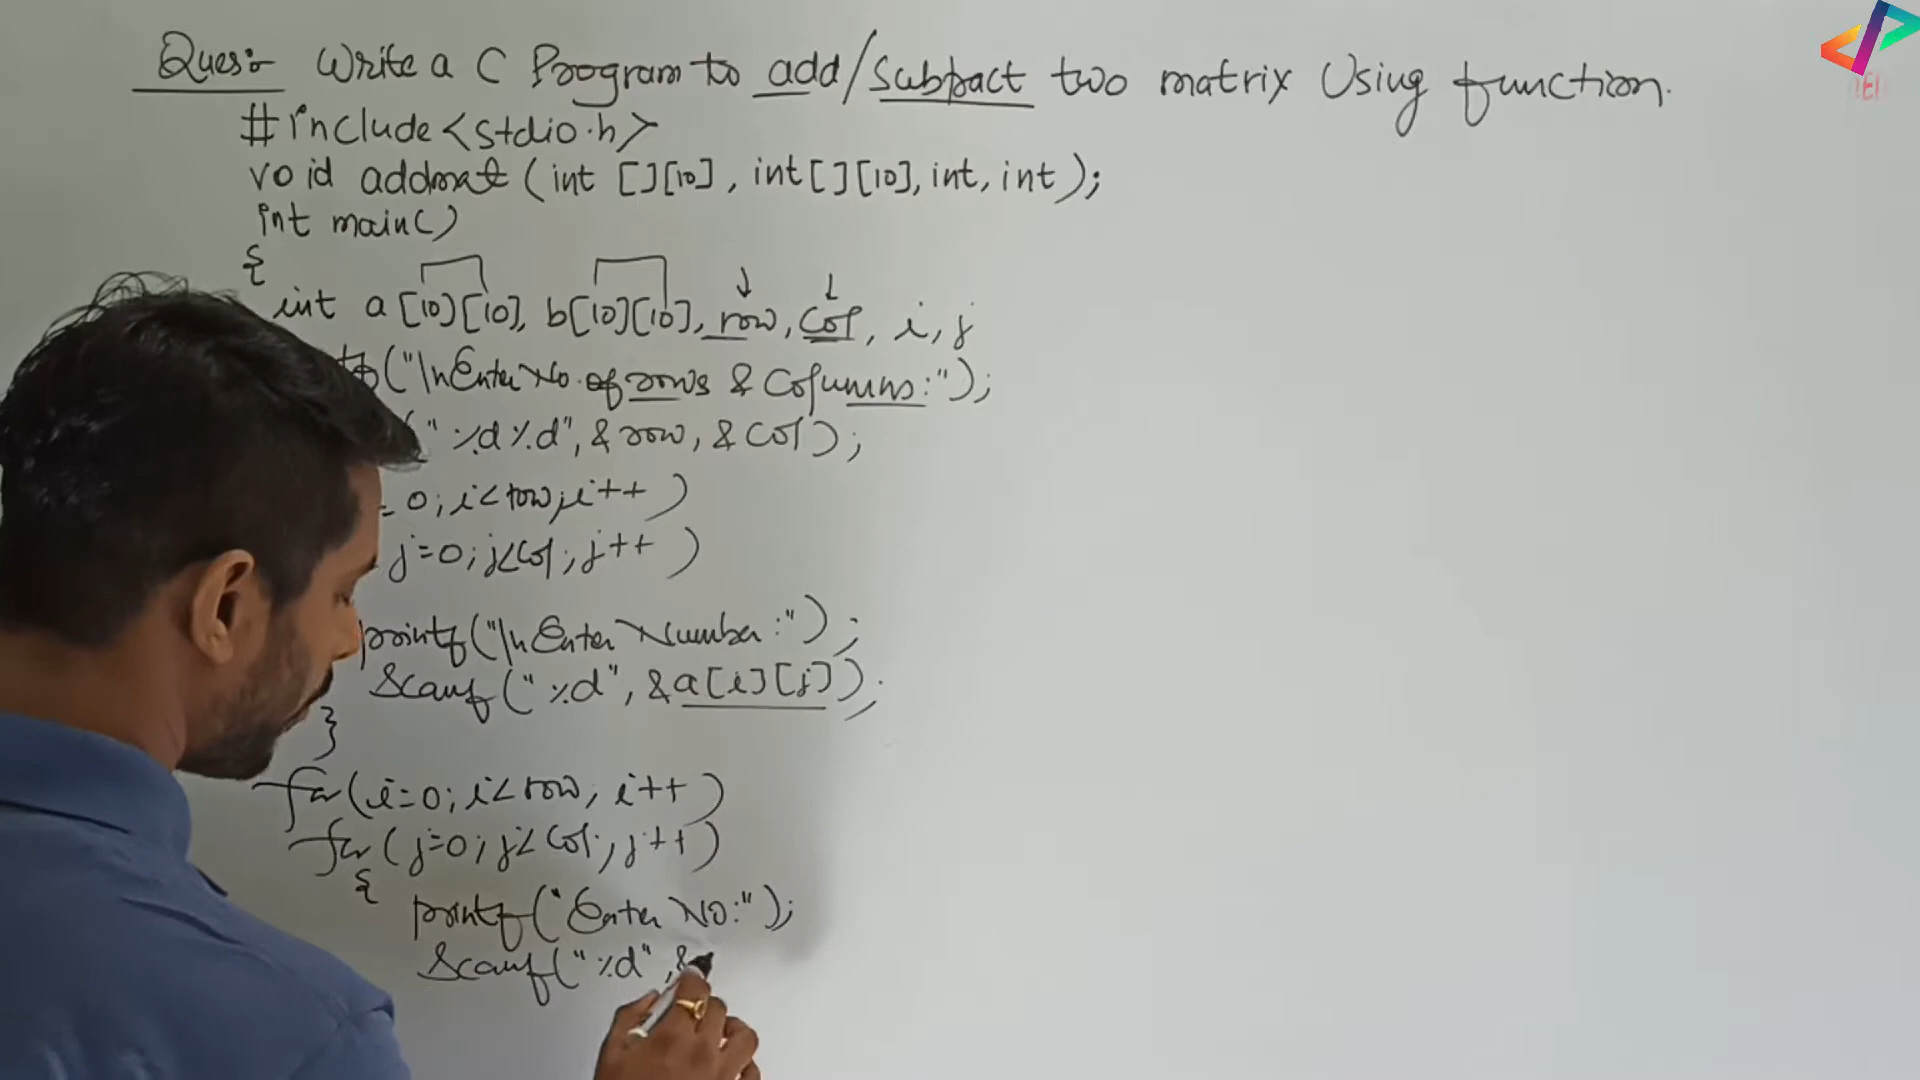 Ques:- Write a C Program to add/Subtract two matrix Using function.
#include<stdio.h>
void addmat (int [][10], int[][10], int, int);
int main()
{
int a[10][10], b[10][10], row, Col, i, j
("\nEnter No. of rows & Columns:");
("%d%d", &row, &Col);
= 0; i<row; i++)
j=0; j<Col; j++)
printf("\nEnter Number:");
Scanf("%d", &a[i][j]);
}
for(i=0; i<row; i++)
for(j=0; j<Col; j++)
{
printf("Enter No:");
Scanf("%d", &